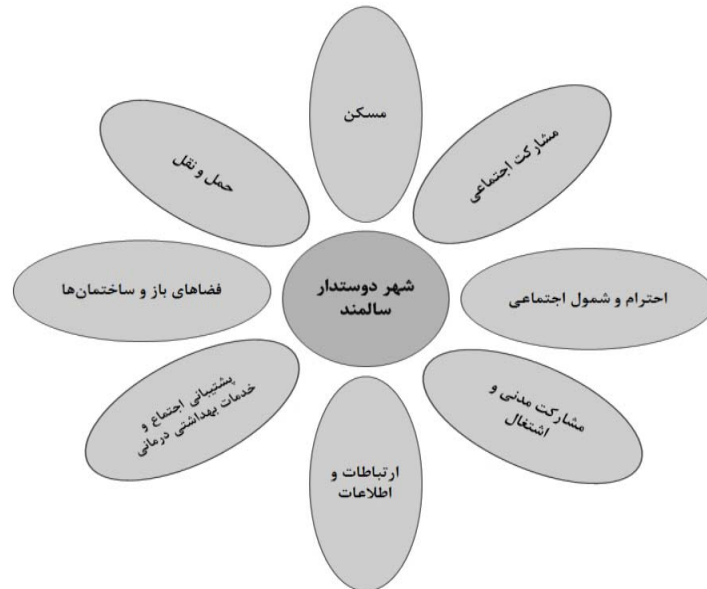 مسکن
مشارکت اجتماعی
احترام و شمول اجتماعی
مشارکت مدنی و
اشتغال
ارتباطات و
اطلاعات
پشتیبانی اجتماع و
خدمات بهداشتی درمانی
فضاهای باز و ساختمان‌ها
حمل و نقل
شهر دوستدار
سالمند